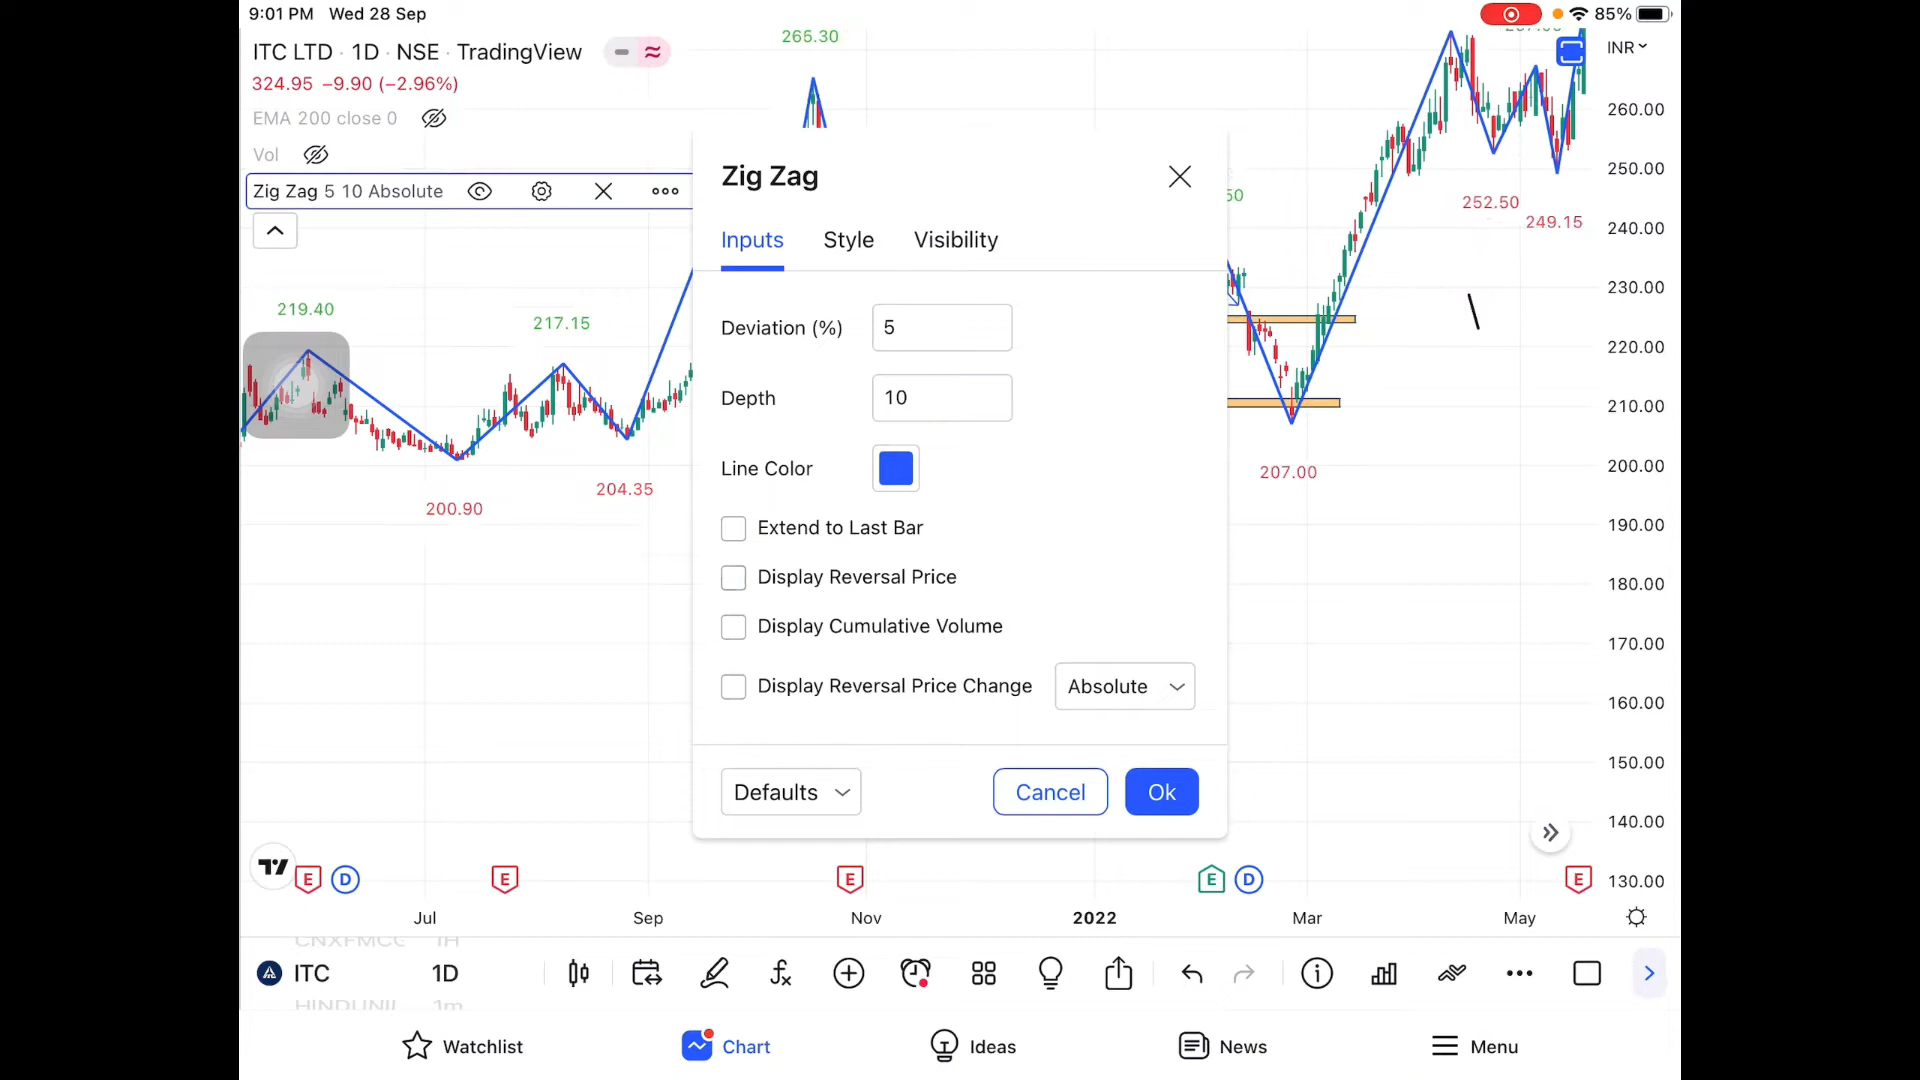 9:01 PM Wed 28 Sep
85%
ITC LTD · 1D · NSE · TradingView
324.95 −9.90 (−2.96%)
EMA 200 close 0
Vol
Zig Zag 5 10 Absolute
INR
265.30
260.00
250.00
240.00
230.00
220.00
210.00
200.00
190.00
180.00
170.00
160.00
150.00
140.00
130.00
252.50
249.15
219.40
217.15
204.35
200.90
207.00
50
Zig Zag
Inputs Style Visibility
Deviation (%) 5
Depth 10
Line Color
Extend to Last Bar
Display Reversal Price
Display Cumulative Volume
Display Reversal Price Change Absolute
Defaults Cancel Ok
E D E E E D E
Jul Sep Nov 2022 Mar May
CNXFMCG 1H
ITC 1D
HINDUNIL 1m
Watchlist Chart Ideas News Menu